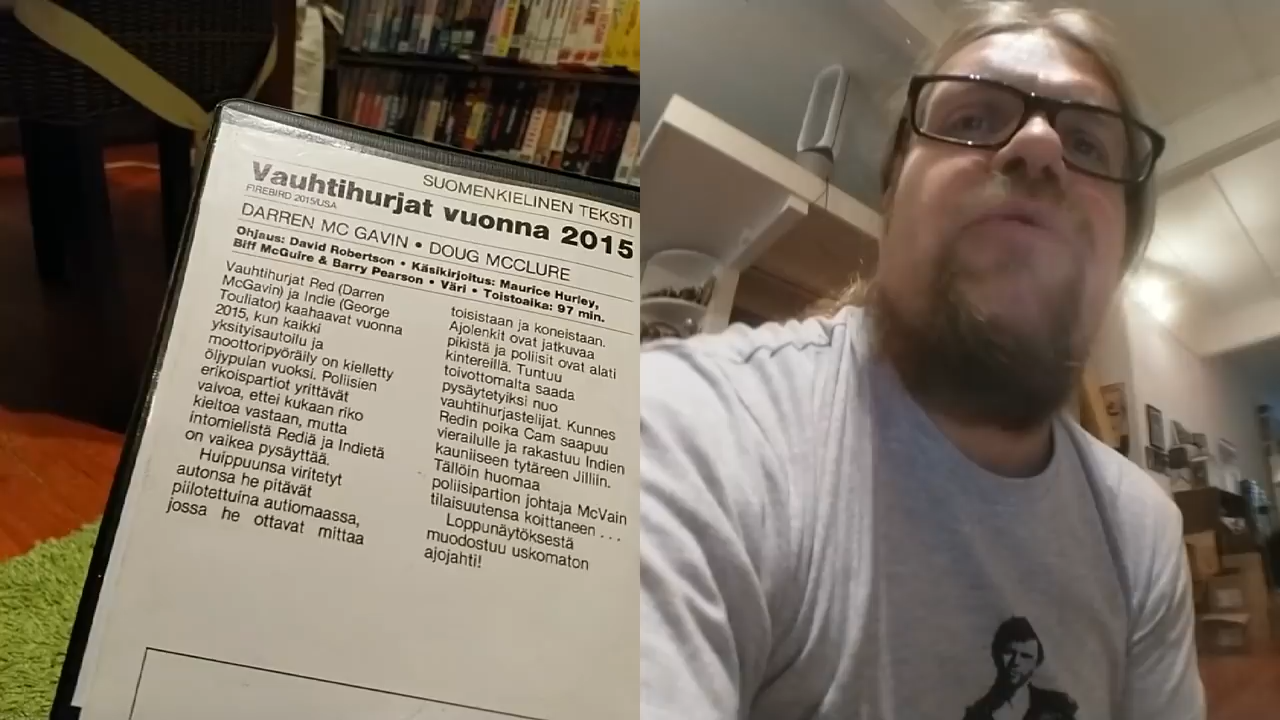 SUOMENKIELINEN TEKSTI
Vauhtihurjat vuonna 2015
FIREBIRD 2015/USA
DARREN MC GAVIN • DOUG MCCLURE
Ohjaus: David Robertson • Käsikirjoitus: Maurice Hurley,
Biff McGuire & Barry Pearson • Väri • Toistoaika: 97 min.
Vauhtihurjat Red (Darren
McGavin) ja Indie (George
Touliator) kaahaavat vuonna
2015, kun kaikki
yksityisautoilu ja
moottoripyöräily on kielletty
öljypulan vuoksi. Poliisien
erikoispartiot yrittävät
valvoa, ettei kukaan riko
kieltoa vastaan, mutta
intomielistä Rediä ja Indietä
on vaikea pysäyttää.
Huippuunsa viritetyt
autonsa he pitävät
piilotettuina autiomaassa,
jossa he ottavat mittaa
toisistaan ja koneistaan.
Ajolenkit ovat jatkuvaa
pikistä ja poliisit ovat alati
kintereillä. Tuntuu
toivottomalta saada
pysäytetyiksi nuo
vauhtihurjastelijat. Kunnes
Redin poika Cam saapuu
vierailulle ja rakastuu Indien
kauniiseen tytäreen Jilliin.
Tällöin huomaa
poliisipartion johtaja McVain
tilaisuutensa koittaneen . . .
Loppunäytöksestä
muodostuu uskomaton
ajojahti!